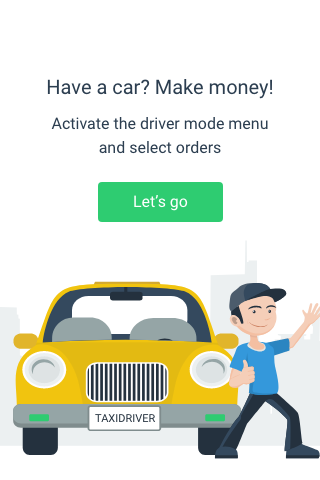 Have a car? Make money!
Activate the driver mode menu
and select orders
Let's go
TAXIDRIVER